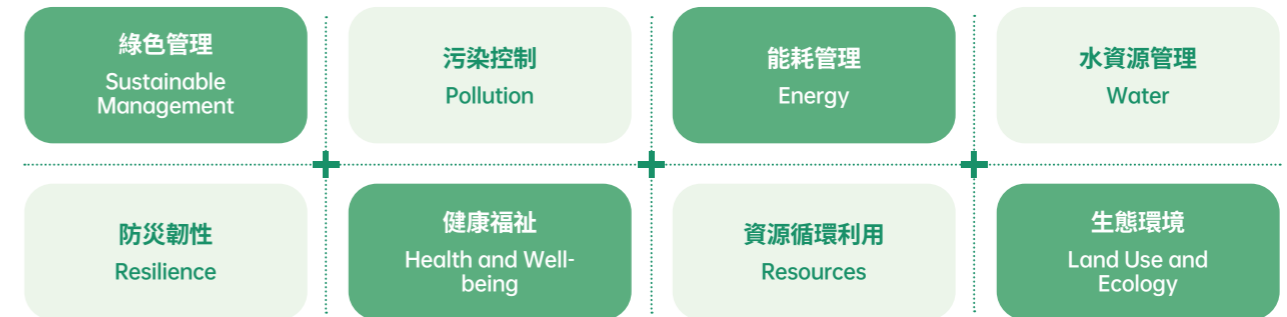 綠色管理
Sustainable
Management
污染控制
Pollution
能耗管理
Energy
水資源管理
Water
防災韌性
Resilience
健康福祉
Health and Well-
being
資源循環利用
Resources
生態環境
Land Use and
Ecology